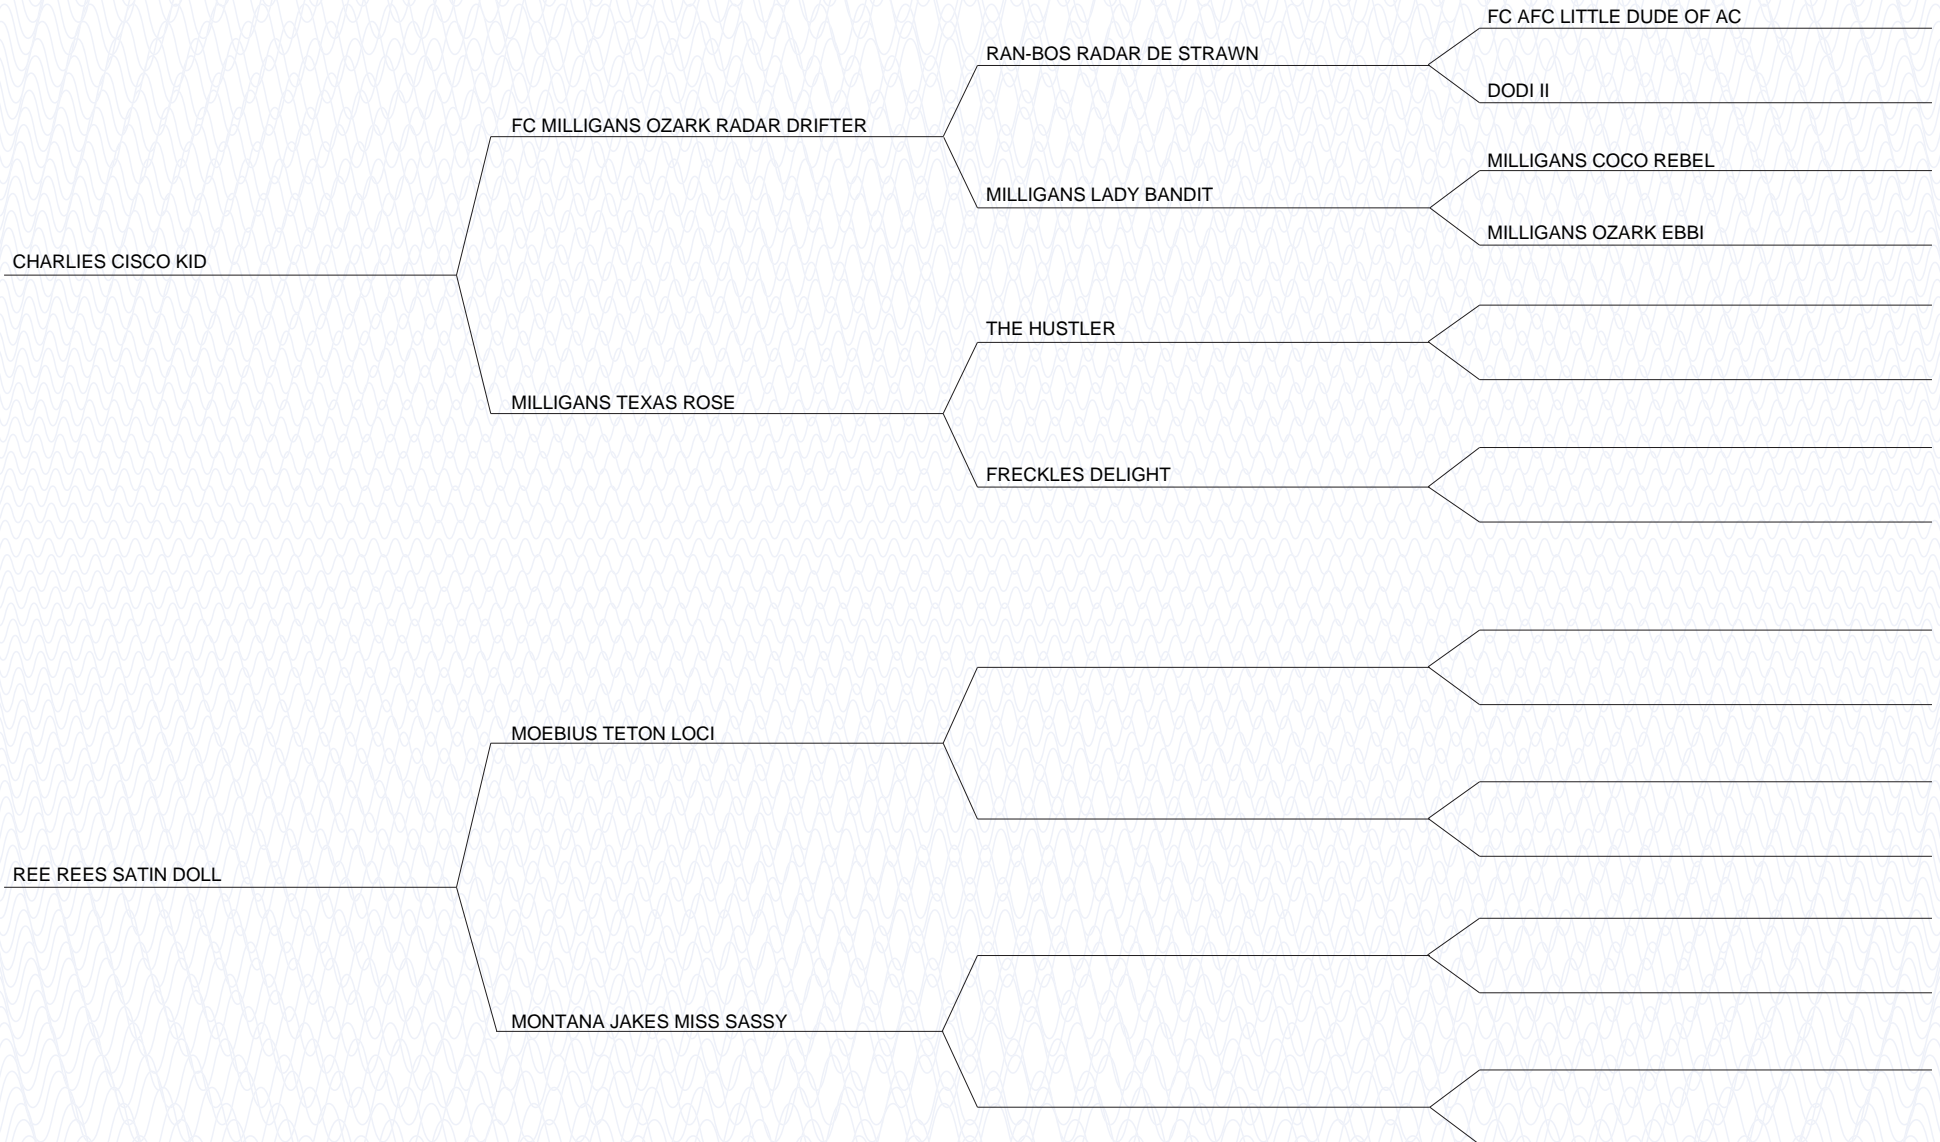 FC AFC LITTLE DUDE OF AC
RAN-BOS RADAR DE STRAWN
DODI II
FC MILLIGANS OZARK RADAR DRIFTER
MILLIGANS COCO REBEL
MILLIGANS LADY BANDIT
MILLIGANS OZARK EBBI
CHARLIES CISCO KID
THE HUSTLER
MILLIGANS TEXAS ROSE
FRECKLES DELIGHT
MOEBIUS TETON LOCI
REE REES SATIN DOLL
MONTANA JAKES MISS SASSY